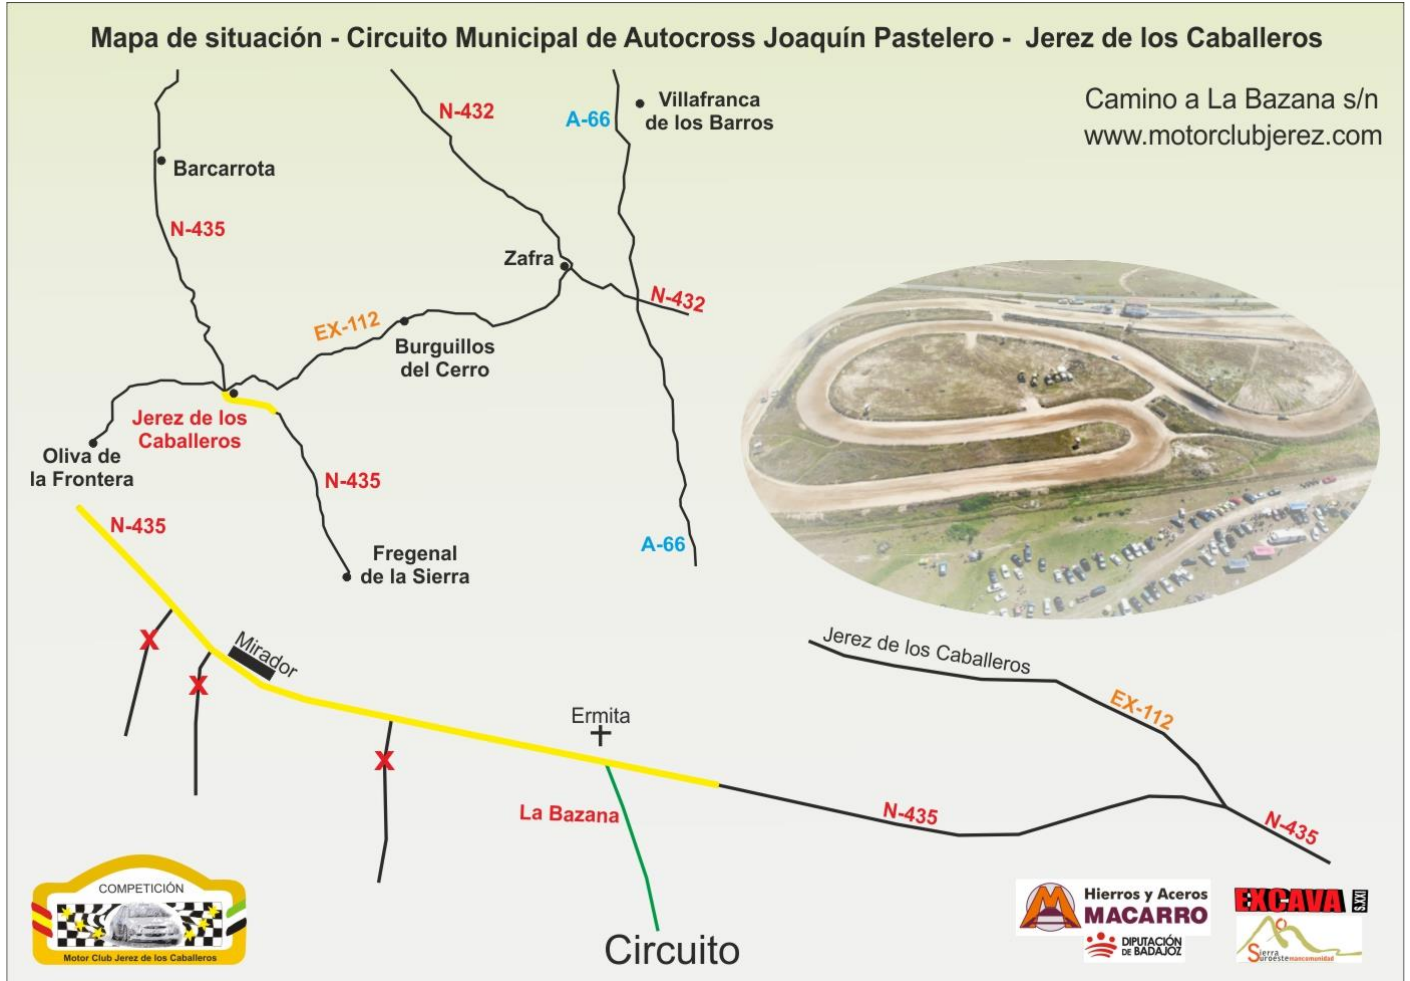 Mapa de situación - Circuito Municipal de Autocross Joaquín Pastelero - Jerez de los Caballeros
Camino a La Bazana s/n
www.motorclubjerez.com
N-432
A-66
Villafranca
de los Barros
Barcarrota
N-435
Zafra
N-432
EX-112
Burguillos
del Cerro
Jerez de los
Caballeros
Oliva de
la Frontera
N-435
N-435
Fregenal
de la Sierra
A-66
X
X
Mirador
X
Ermita
La Bazana
Circuito
Jerez de los Caballeros
EX-112
N-435
N-435
COMPETICIÓN
Motor Club Jerez de los Caballeros
Hierros y Aceros
MACARRO
DIPUTACIÓN
DE BADAJOZ
EXCAVA S.XXI
Sierra
Suroeste mancomunidad